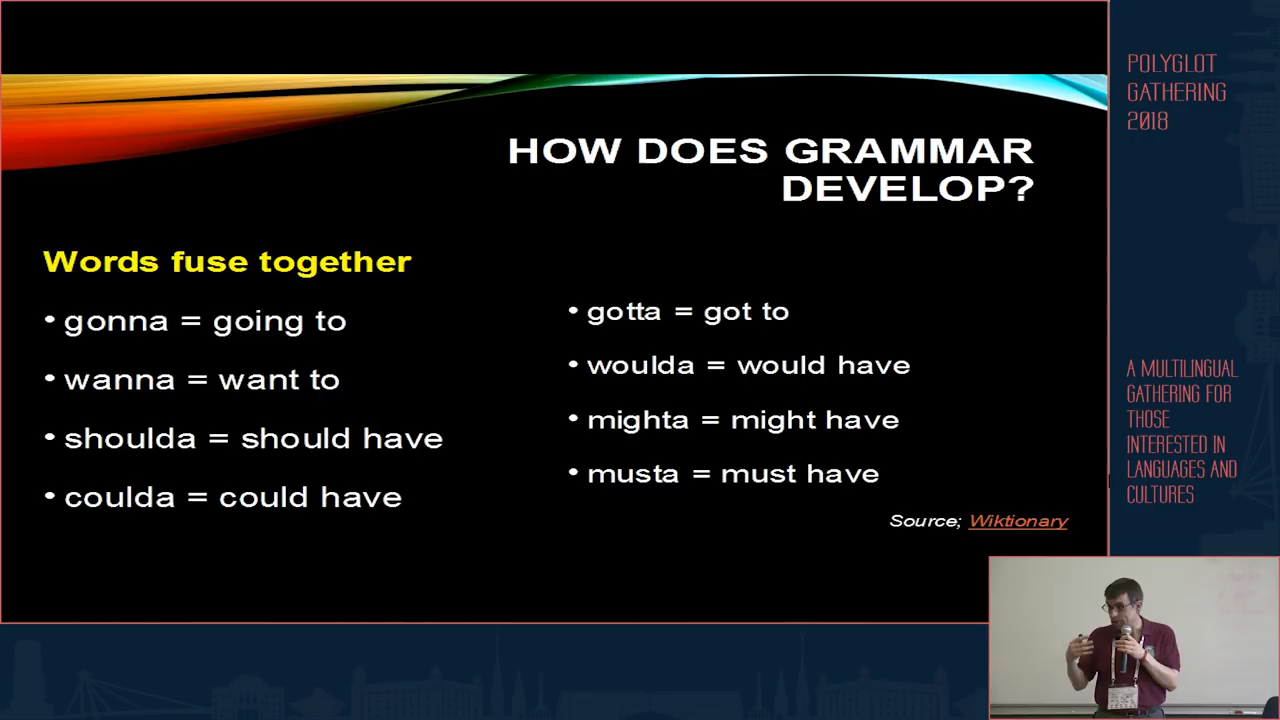 HOW DOES GRAMMAR
DEVELOP?
Words fuse together
• gonna = going to
• wanna = want to
• shoulda = should have
• coulda = could have
• gotta = got to
• woulda = would have
• mighta = might have
• musta = must have
Source; Wiktionary
POLYGLOT
GATHERING
2018
A MULTILINGUAL
GATHERING FOR
THOSE
INTERESTED IN
LANGUAGES AND
CULTURES